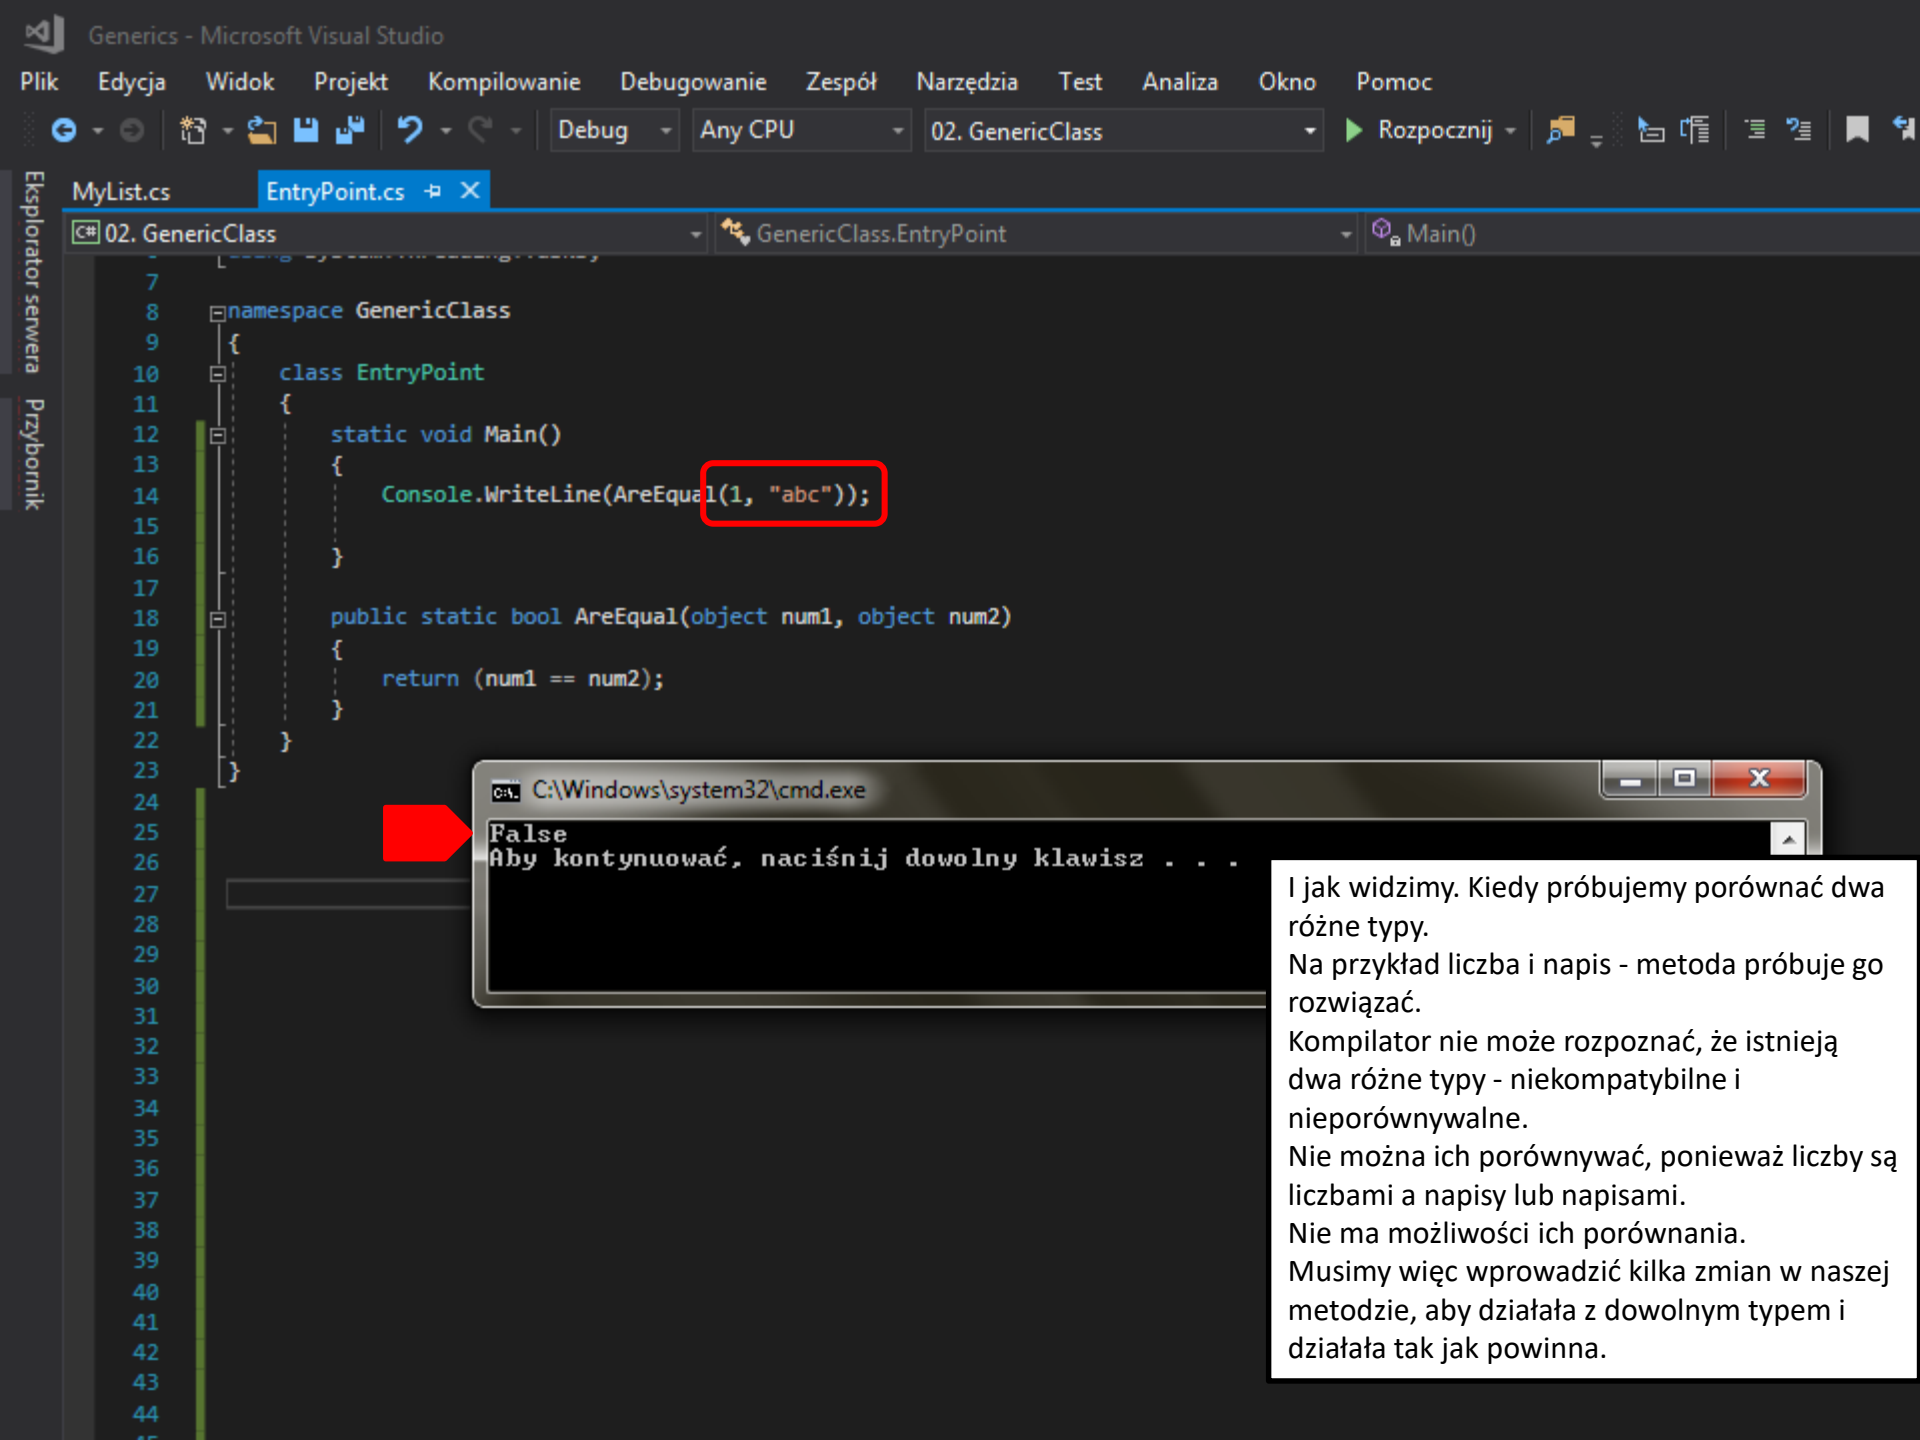 Generics - Microsoft Visual Studio
Plik Edycja Widok Projekt Kompilowanie Debugowanie Zespół Narzędzia Test Analiza Okno Pomoc
Debug Any CPU 02. GenericClass Rozpocznij
Eksplorator serwera
Przybornik
MyList.cs EntryPoint.cs
C# 02. GenericClass GenericClass.EntryPoint Main()
7
8 namespace GenericClass
9 {
10 class EntryPoint
11 {
12 static void Main()
13 {
14 Console.WriteLine(AreEqual(1, "abc"));
15
16 }
17
18 public static bool AreEqual(object num1, object num2)
19 {
20 return (num1 == num2);
21 }
22 }
23 }
24
25
26
27
28
29
30
31
32
33
34
35
36
37
38
39
40
41
42
43
44
C:\Windows\system32\cmd.exe
False
Aby kontynuować, naciśnij dowolny klawisz . . .
I jak widzimy. Kiedy próbujemy porównać dwa
różne typy.
Na przykład liczba i napis - metoda próbuje go
rozwiązać.
Kompilator nie może rozpoznać, że istnieją
dwa różne typy - niekompatybilne i
nieporównywalne.
Nie można ich porównywać, ponieważ liczby są
liczbami a napisy lub napisami.
Nie ma możliwości ich porównania.
Musimy więc wprowadzić kilka zmian w naszej
metodzie, aby działała z dowolnym typem i
działała tak jak powinna.